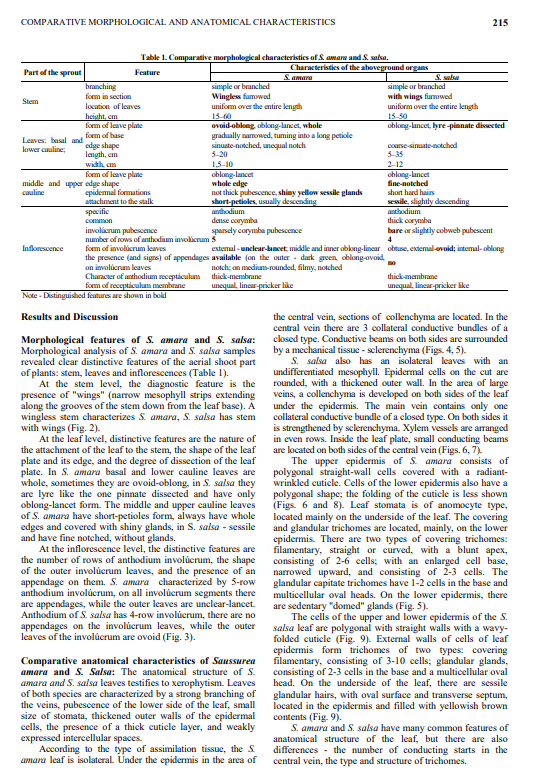 COMPARATIVE MORPHOLOGICAL AND ANATOMICAL CHARACTERISTICS 215
Table 1. Comparative morphological characteristics of S. amara and S. salsa.
Part of the sprout Feature Characteristics of the aboveground organs
S. amara S. salsa
Stem
branching simple or branched simple or branched
form in section Wingless furrowed with wings furrowed
location of leaves uniform over the entire length uniform over the entire length
height, cm 15–60 15–50
Leaves: basal and lower cauline;
form of leave plate ovoid-oblong, oblong-lancet, whole oblong-lancet, lyre -pinnate dissected
form of base gradually narrowed, turning into a long petiole
edge shape sinuate-notched, unequal notch coarse-sinuate-notched
length, cm 5–20 5–35
width, cm 1,5–10 2–12
middle and upper cauline
form of leave plate oblong-lancet oblong-lancet
edge shape whole edge fine-notched
epidermal formations not thick pubescence, shiny yellow sessile glands short hard hairs
attachment to the stalk short-petioles, usually descending sessile, slightly descending
Inflorescence
specific anthodium anthodium
common dense corymba thick corymba
involúcrum pubescence sparsely corymba pubescence bare or slightly cobweb pubescent
number of rows of anthodium involúcrum 5 4
form of involúcrum leaves external - unclear-lancet; middle and inner oblong-linear obtuse, external-ovoid; internal- oblong
the presence (and signs) of appendages on involúcrum leaves available (on the outer - dark green, oblong-ovoid, notch; on medium-rounded, filmy, notched no
Character of anthodium receptáculum thick-membrane thick-membrane
form of receptáculum membrane unequal, linear-pricker like unequal, linear-pricker like
Note - Distinguished features are shown in bold
Results and Discussion
Morphological features of S. amara and S. salsa:
Morphological analysis of S. amara and S. salsa samples
revealed clear distinctive features of the aerial shoot part
of plants: stem, leaves and inflorescences (Table 1).
At the stem level, the diagnostic feature is the
presence of "wings" (narrow mesophyll strips extending
along the grooves of the stem down from the leaf base). A
wingless stem characterizes S. amara, S. salsa has stem
with wings (Fig. 2).
At the leaf level, distinctive features are the nature of
the attachment of the leaf to the stem, the shape of the leaf
plate and its edge, and the degree of dissection of the leaf
plate. In S. amara basal and lower cauline leaves are
whole, sometimes they are ovoid-oblong, in S. salsa they
are lyre like the one pinnate dissected and have only
oblong-lancet form. The middle and upper cauline leaves
of S. amara have short-petioles form, always have whole
edges and covered with shiny glands, in S. salsa - sessile
and have fine notched, without glands.
At the inflorescence level, the distinctive features are
the number of rows of anthodium involúcrum, the shape
of the outer involúcrum leaves, and the presence of an
appendage on them. S. amara characterized by 5-row
anthodium involúcrum, on all involúcrum segments there
are appendages, while the outer leaves are unclear-lancet.
Anthodium of S. salsa has 4-row involúcrum, there are no
appendages on the involúcrum leaves, while the outer
leaves of the involúcrum are ovoid (Fig. 3).
Comparative anatomical characteristics of Saussurea
amara and S. Salsa: The anatomical structure of S.
amara and S. salsa leaves testifies to xerophytism. Leaves
of both species are characterized by a strong branching of
the veins, pubescence of the lower side of the leaf, small
size of stomata, thickened outer walls of the epidermal
cells, the presence of a thick cuticle layer, and weakly
expressed intercellular spaces.
According to the type of assimilation tissue, the S.
amara leaf is isolateral. Under the epidermis in the area of
the central vein, sections of collenchyma are located. In the
central vein there are 3 collateral conductive bundles of a
closed type. Conductive beams on both sides are surrounded
by a mechanical tissue - sclerenchyma (Figs. 4, 5).
S. salsa also has an isolateral leaves with an
undifferentiated mesophyll. Epidermal cells on the cut are
rounded, with a thickened outer wall. In the area of large
veins, a collenchyma is developed on both sides of the leaf
under the epidermis. The main vein contains only one
collateral conductive bundle of a closed type. On both sides it
is strengthened by sclerenchyma. Xylem vessels are arranged
in even rows. Inside the leaf plate, small conducting beams
are located on both sides of the central vein (Figs. 6, 7).
The upper epidermis of S. amara consists of
polygonal straight-wall cells covered with a radiant-
wrinkled cuticle. Cells of the lower epidermis also have a
polygonal shape; the folding of the cuticle is less shown
(Figs. 6 and 8). Leaf stomata is of anomocyte type,
located mainly on the underside of the leaf. The covering
and glandular trichomes are located, mainly, on the lower
epidermis. There are two types of covering trichomes:
filamentary, straight or curved, with a blunt apex,
consisting of 2-6 cells; with an enlarged cell base,
narrowed upward, and consisting of 2-3 cells. The
glandular capitate trichomes have 1-2 cells in the base and
multicellular oval heads. On the lower epidermis, there
are sedentary "domed" glands (Fig. 5).
The cells of the upper and lower epidermis of the S.
salsa leaf are polygonal with straight walls with a wavy-
folded cuticle (Fig. 9). External walls of cells of leaf
epidermis form trichomes of two types: covering
filamentary, consisting of 3-10 cells; glandular glands,
consisting of 2-3 cells in the base and a multicellular oval
head. On the underside of the leaf, there are sessile
glandular hairs, with oval surface and transverse septum,
located in the epidermis and filled with yellowish brown
contents (Fig. 9).
S. amara and S. salsa have many common features of
anatomical structure of the leaf, but there are also
differences - the number of conducting starts in the
central vein, the type and structure of trichomes.